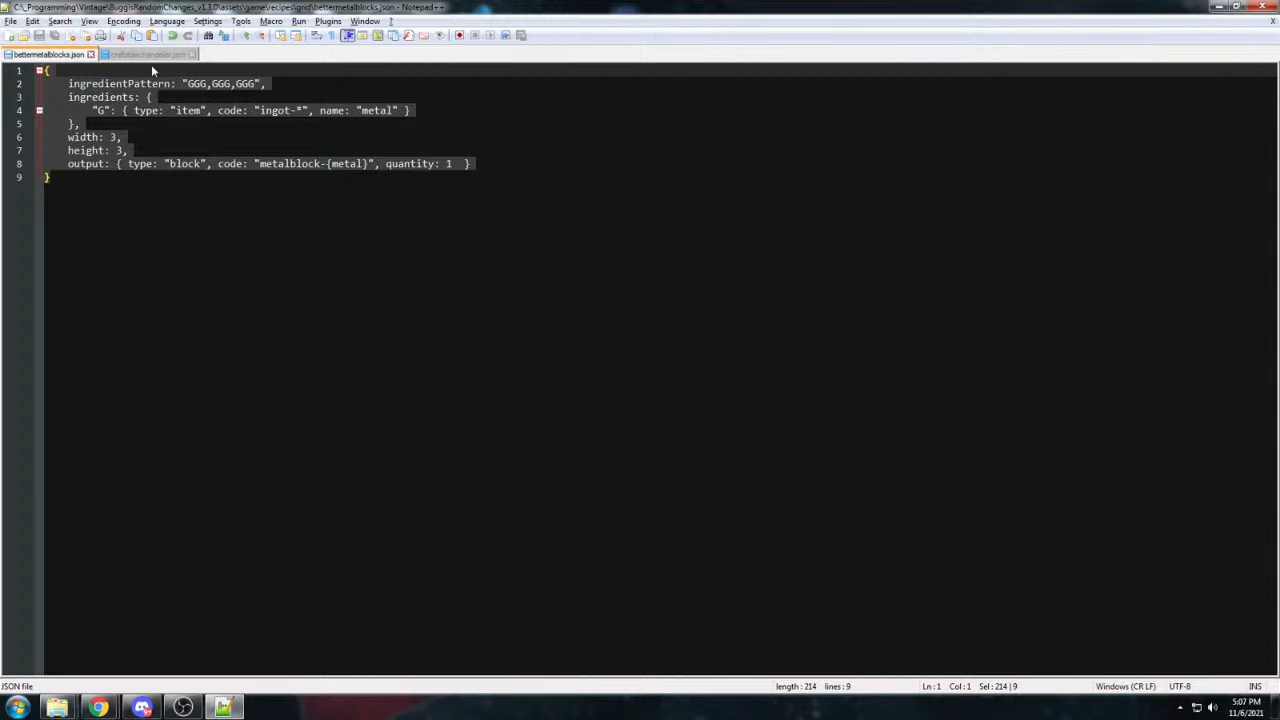 C:\_Programming\Vintage\BuggisRandomChanges_v1.3.0\assets\game\recipes\grid\bettermetalblocks.json - Notepad++
File Edit Search View Encoding Language Settings Tools Macro Run Plugins Window ?
X
bettermetalblocks.json craftablechandelier.json
1 {
2 ingredientPattern: "GGG,GGG,GGG",
3 ingredients: {
4 "G": { type: "item", code: "ingot-*", name: "metal" }
5 },
6 width: 3,
7 height: 3,
8 output: { type: "block", code: "metalblock-{metal}", quantity: 1 }
9 }
JSON file length : 214 lines : 9 Ln : 1 Col : 1 Sel : 214 | 9 Windows (CR LF) UTF-8 INS
5:07 PM
11/6/2021